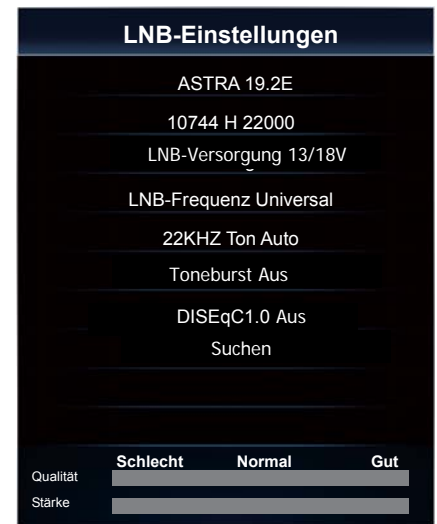 LNB-Einstellungen
ASTRA 19.2E
10744 H 22000
LNB-Versorgung 13/18V
LNB-Frequenz Universal
22KHZ Ton Auto
Toneburst Aus
DISEqC1.0 Aus
Suchen
Schlecht Normal Gut
Qualität
Stärke